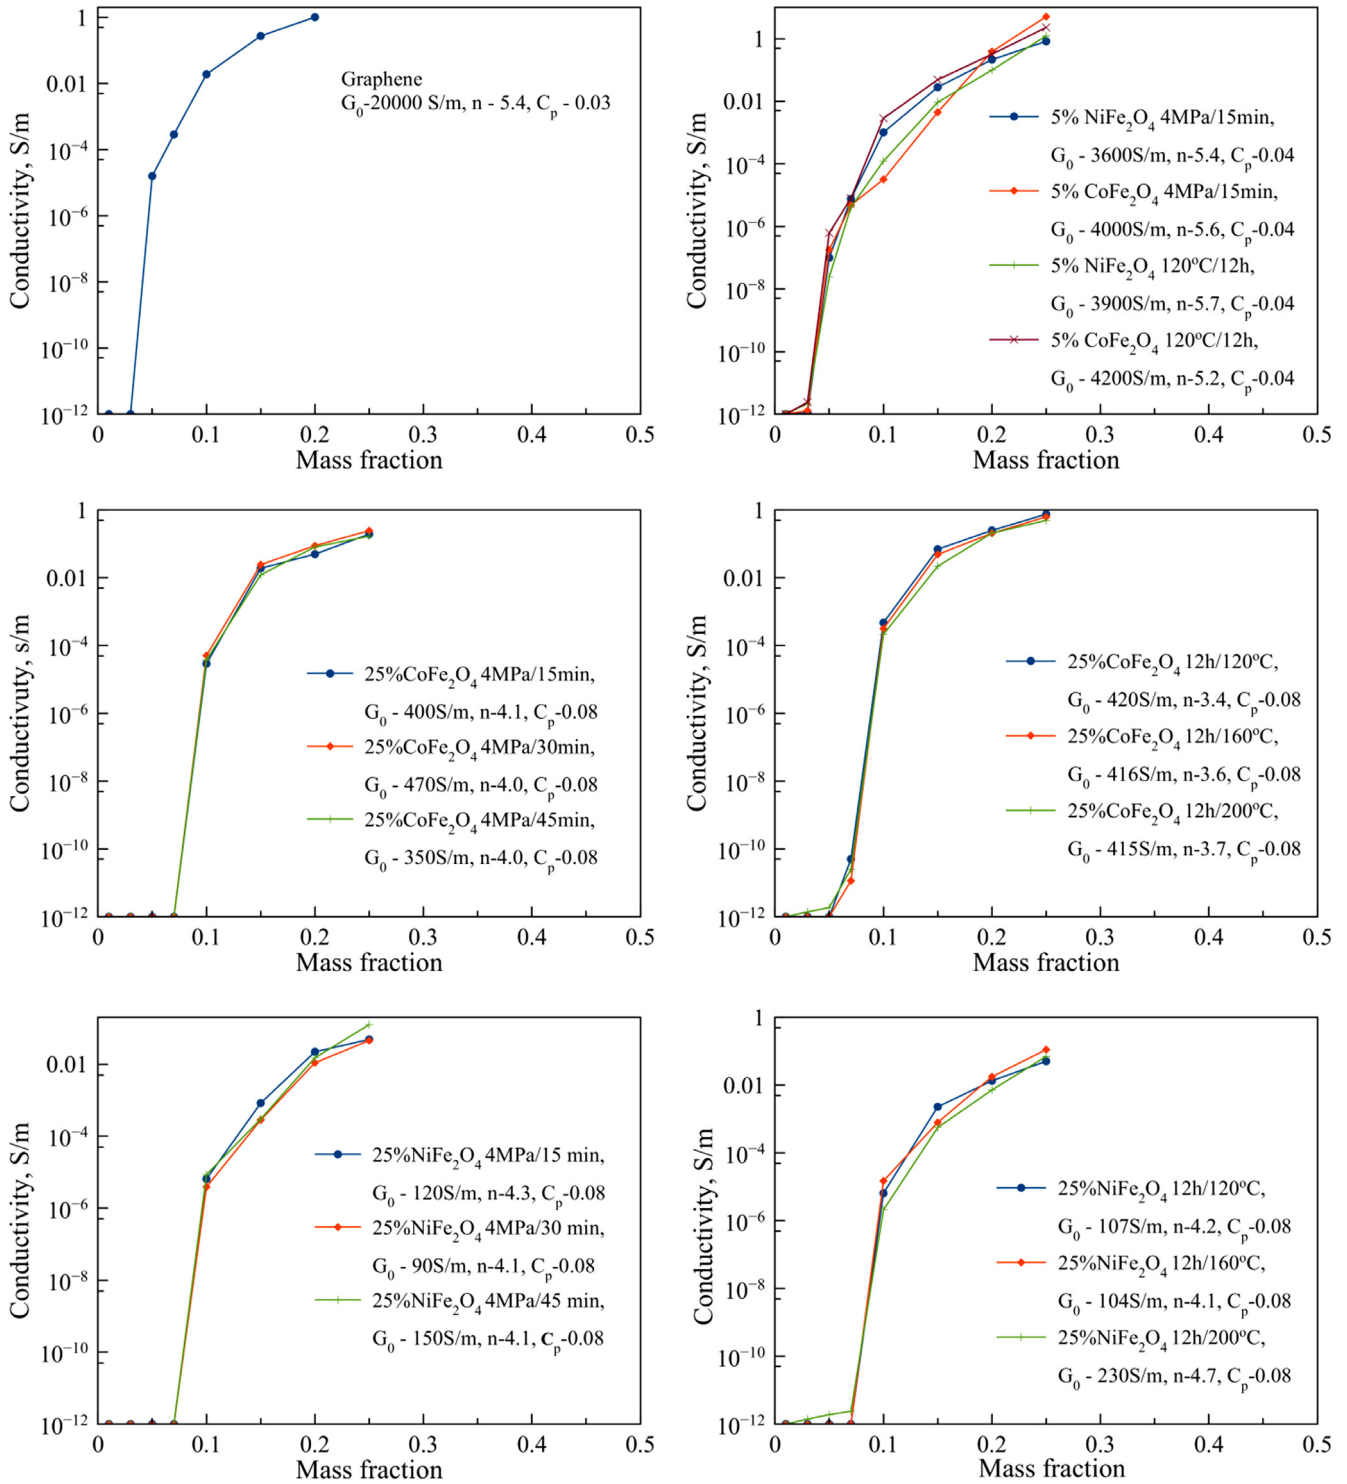 1
0.01
10−4
10−6
10−8
10−10
10−12
Conductivity, S/m
Graphene
G0-20000 S/m, n - 5.4, Cp - 0.03
0 0.1 0.2 0.3 0.4 0.5
Mass fraction
1
0.01
10−4
10−6
10−8
10−10
10−12
Conductivity, S/m
5% NiFe2O4 4MPa/15min,
G0 - 3600S/m, n-5.4, Cp-0.04
5% CoFe2O4 4MPa/15min,
G0 - 4000S/m, n-5.6, Cp-0.04
5% NiFe2O4 120ºC/12h,
G0 - 3900S/m, n-5.7, Cp-0.04
5% CoFe2O4 120ºC/12h,
G0 - 4200S/m, n-5.2, Cp-0.04
0 0.1 0.2 0.3 0.4 0.5
Mass fraction
1
0.01
10−4
10−6
10−8
10−10
10−12
Conductivuty, s/m
25%CoFe2O4 4MPa/15min,
G0 - 400S/m, n-4.1, Cp-0.08
25%CoFe2O4 4MPa/30min,
G0 - 470S/m, n-4.0, Cp-0.08
25%CoFe2O4 4MPa/45min,
G0 - 350S/m, n-4.0, Cp-0.08
0 0.1 0.2 0.3 0.4 0.5
Mass fraction
1
0.01
10−4
10−6
10−8
10−10
10−12
Conductivity, S/m
25%CoFe2O4 12h/120ºC,
G0 - 420S/m, n-3.4, Cp-0.08
25%CoFe2O4 12h/160ºC,
G0 - 416S/m, n-3.6, Cp-0.08
25%CoFe2O4 12h/200ºC,
G0 - 415S/m, n-3.7, Cp-0.08
0 0.1 0.2 0.3 0.4 0.5
Mass fraction
0.01
10−4
10−6
10−8
10−10
10−12
Conductivity, S/m
25%NiFe2O4 4MPa/15 min,
G0 - 120S/m, n-4.3, Cp-0.08
25%NiFe2O4 4MPa/30 min,
G0 - 90S/m, n-4.1, Cp-0.08
25%NiFe2O4 4MPa/45 min,
G0 - 150S/m, n-4.1, Cp-0.08
0 0.1 0.2 0.3 0.4 0.5
Mass fraction
1
0.01
10−4
10−6
10−8
10−10
10−12
Conductivity, S/m
25%NiFe2O4 12h/120ºC,
G0 - 107S/m, n-4.2, Cp-0.08
25%NiFe2O4 12h/160ºC,
G0 - 104S/m, n-4.1, Cp-0.08
25%NiFe2O4 12h/200ºC,
G0 - 230S/m, n-4.7, Cp-0.08
0 0.1 0.2 0.3 0.4 0.5
Mass fraction